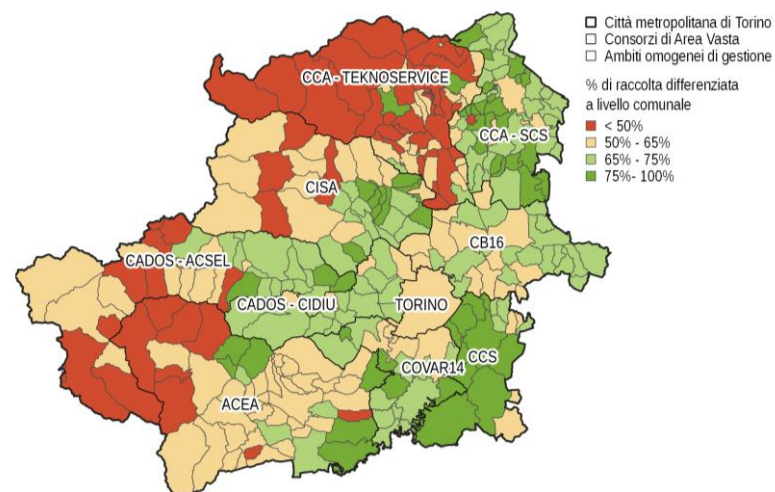 Città metropolitana di Torino
Consorzi di Area Vasta
Ambiti omogenei di gestione
% di raccolta differenziata
a livello comunale
< 50%
50% - 65%
65% - 75%
75%- 100%
CCA - TEKNOSERVICE
CCA - SCS
CISA
CB16
CADOS - ACSEL
CADOS - CIDIU
TORINO
COVAR14
CCS
ACEA